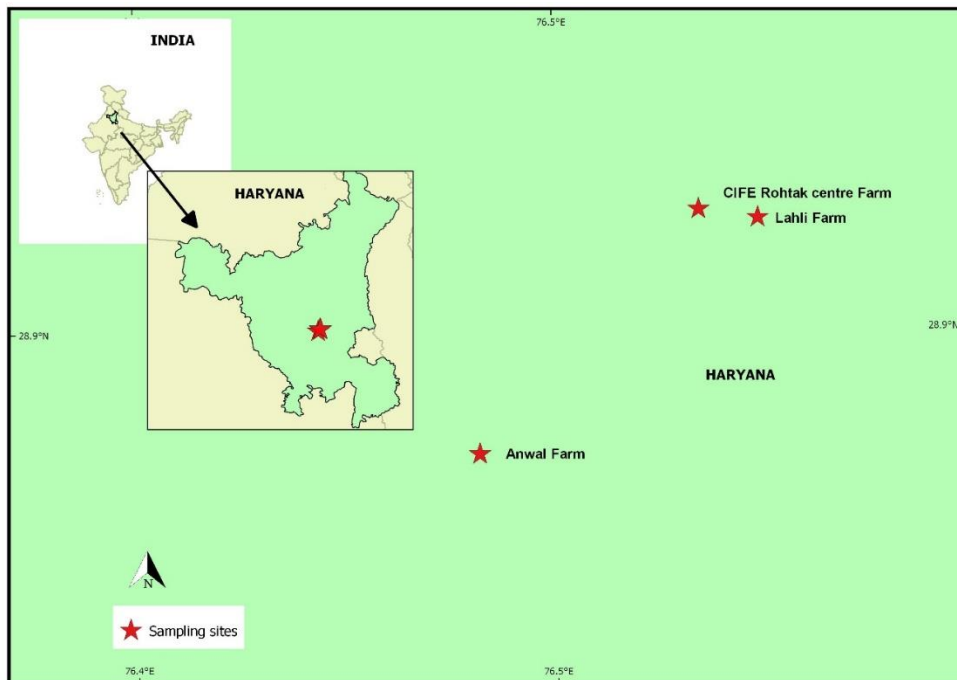 76.5°E
INDIA
HARYANA
CIFE Rohtak centre Farm
Lahli Farm
28.9°N
28.9°N
HARYANA
Anwal Farm
N
Sampling sites
76.4°E
76.5°E